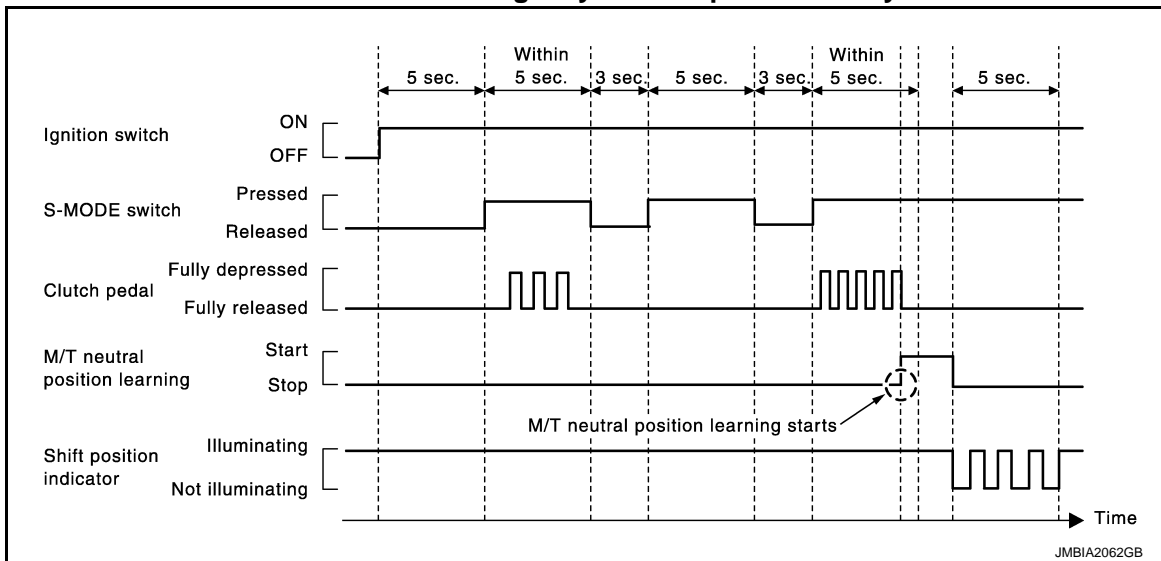 Within
Within
5 sec.
5 sec.
3 sec.
5 sec.
3 sec.
5 sec.
5 sec.
Ignition switch
ON
OFF
S-MODE switch
Pressed
Released
Clutch pedal
Fully depressed
Fully released
M/T neutral
position learning
Start
Stop
M/T neutral position learning starts
Shift position
indicator
Illuminating
Not illuminating
Time
JMBIA2062GB